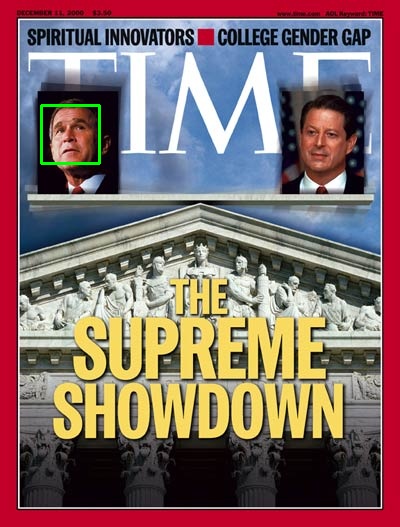 DECEMBER 11, 2000 $3.50 www.time.com AOL Keyword: TIME
SPIRITUAL INNOVATORS ■ COLLEGE GENDER GAP
TIME
THE
SUPREME
SHOWDOWN